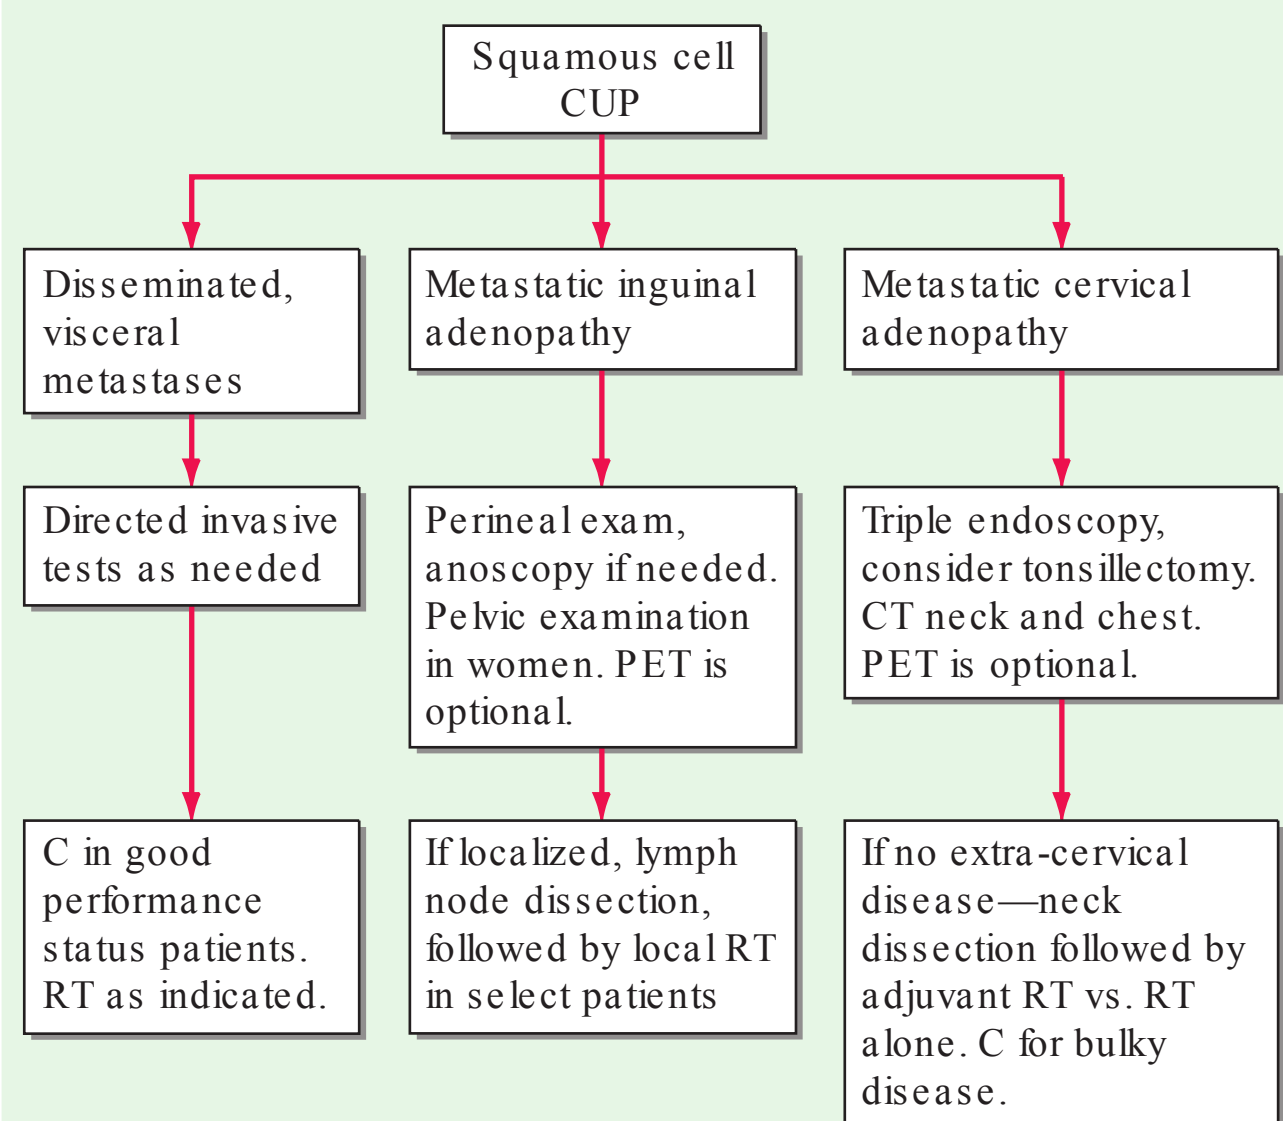 Squamous cell
CUP
Disseminated,
visceral
metastases
Metastatic inguinal
adenopathy
Metastatic cervical
adenopathy
Directed invasive
tests as needed
Perineal exam,
anoscopy if needed.
Pelvic examination
in women. PET is
optional.
Triple endoscopy,
consider tonsillectomy.
CT neck and chest.
PET is optional.
C in good
performance
status patients.
RT as indicated.
If localized, lymph
node dissection,
followed by local RT
in select patients
If no extra-cervical
disease—neck
dissection followed by
adjuvant RT vs. RT
alone. C for bulky
disease.